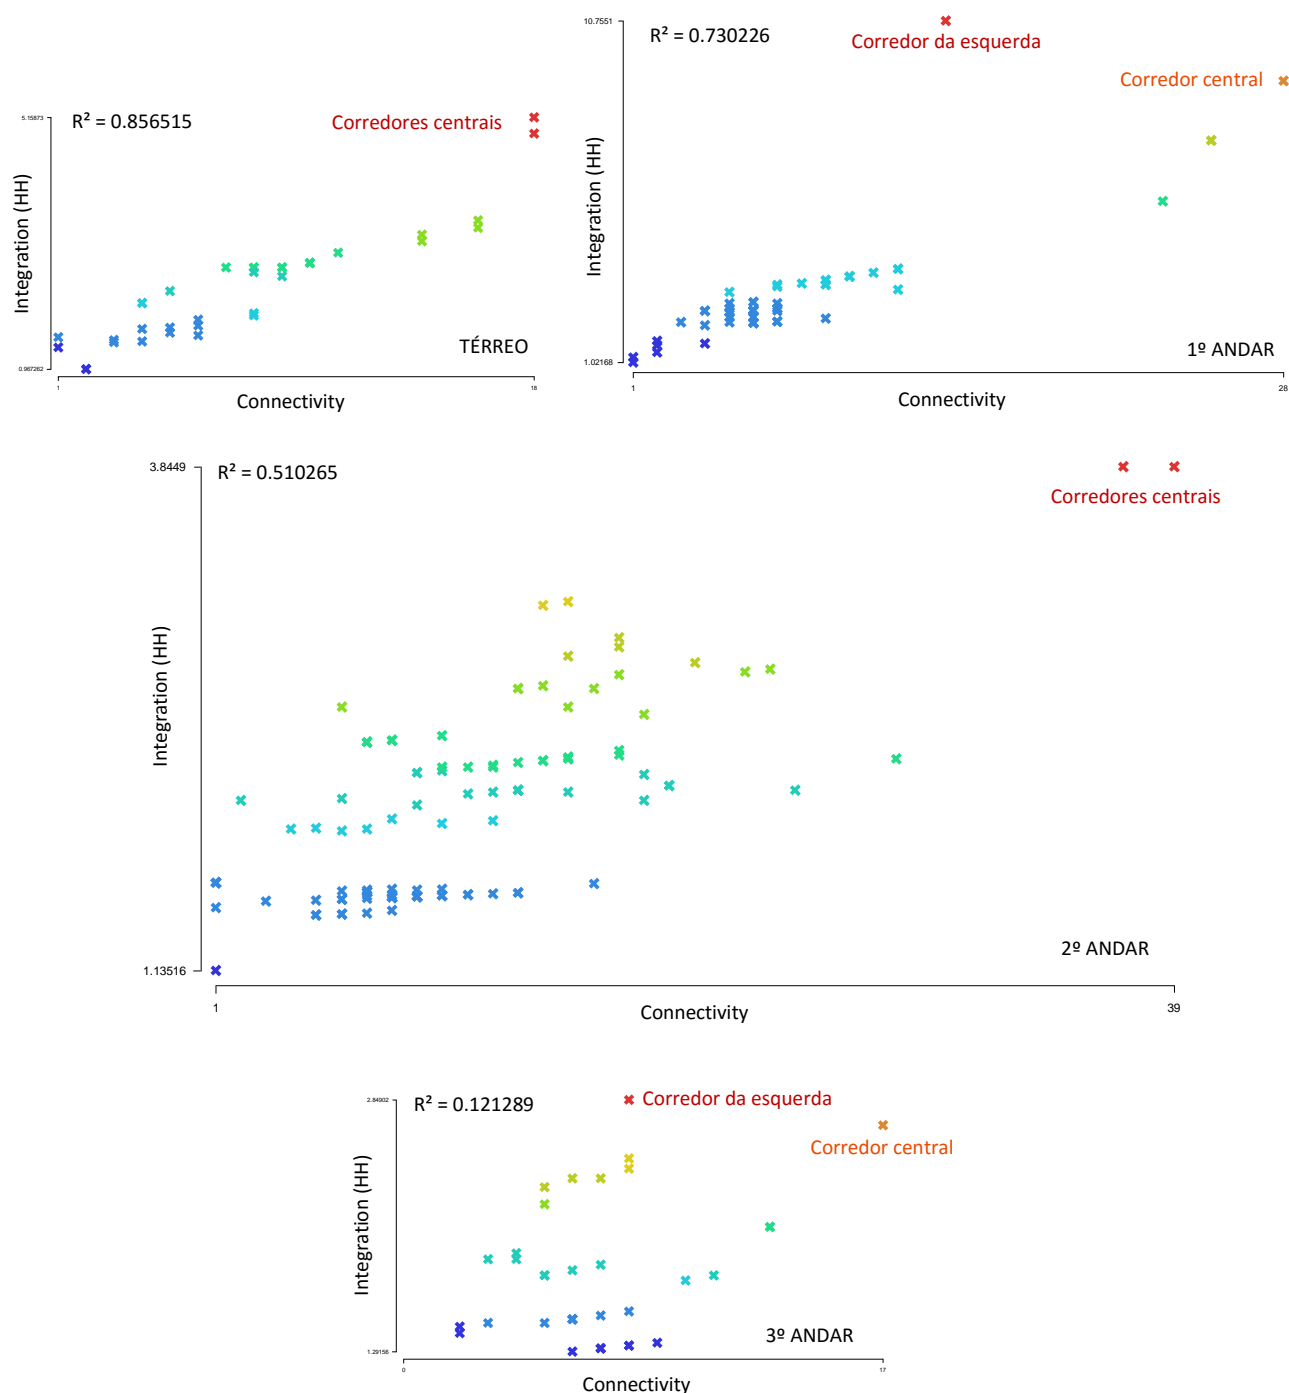 10.7551
R² = 0.730226
Corredor da esquerda
Corredor central
Integration (HH)
1.02168
1º ANDAR
1
28
Connectivity
5.15873
R² = 0.856515
Corredores centrais
Integration (HH)
TÉRREO
0.967262
1
18
Connectivity
3.8449
R² = 0.510265
Corredores centrais
Integration (HH)
2º ANDAR
1.13516
1
39
Connectivity
2.84902
R² = 0.121289
Corredor da esquerda
Corredor central
Integration (HH)
3º ANDAR
1.29156
0
17
Connectivity